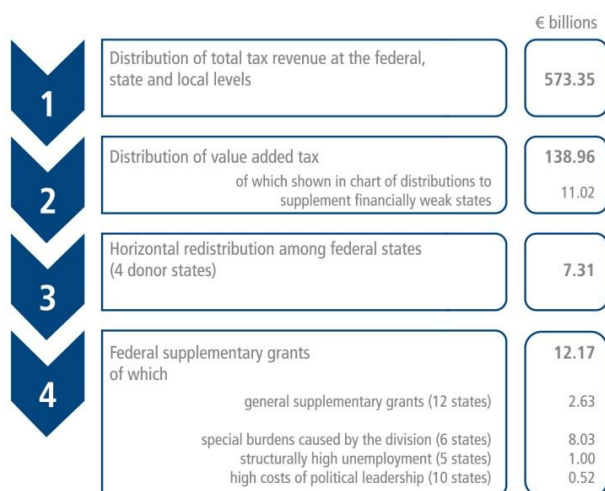 € billions
1
Distribution of total tax revenue at the federal,
state and local levels
573.35
2
Distribution of value added tax
138.96
of which shown in chart of distributions to
supplement financially weak states
11.02
3
Horizontal redistribution among federal states
(4 donor states)
7.31
4
Federal supplementary grants
12.17
of which
general supplementary grants (12 states)
2.63
special burdens caused by the division (6 states)
8.03
structurally high unemployment (5 states)
1.00
high costs of political leadership (10 states)
0.52